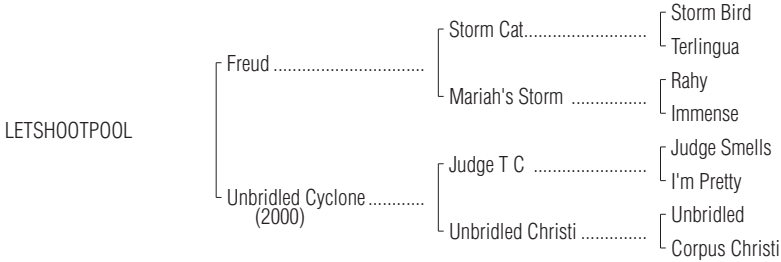 Storm Bird
Storm Cat..........................
Terlingua
Freud ................................
Rahy
Mariah's Storm ................
Immense
LETSHOOTPOOL
Judge Smells
Judge T C ........................
I'm Pretty
Unbridled Cyclone............
(2000)
Unbridled
Unbridled Christi ..............
Corpus Christi